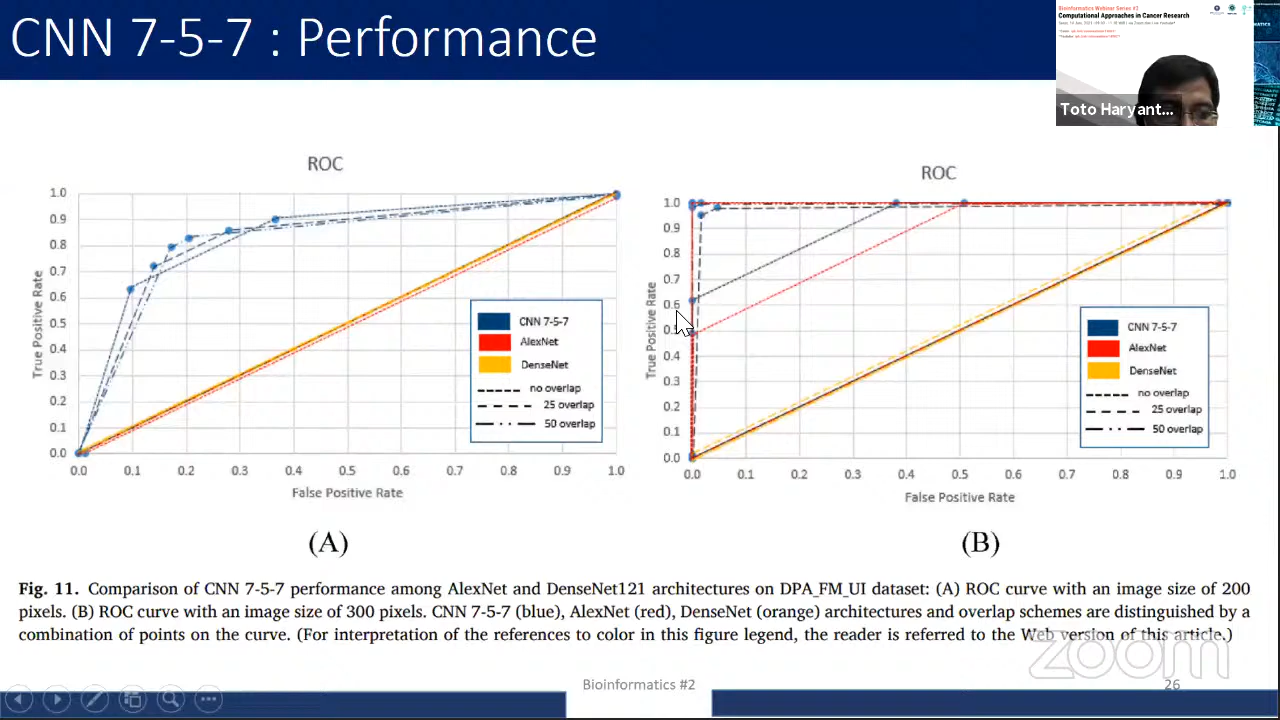 CNN 7-5-7 : Performance
Bioinformatics Webinar Series #2
Computational Approaches in Cancer Research
Toto Haryant...
ROC
1.0
0.9
0.8
0.7
0.6
0.5
0.4
0.3
0.2
0.1
0.0
True Positive Rate
0.0 0.1 0.2 0.3 0.4 0.5 0.6 0.7 0.8 0.9 1.0
False Positive Rate
CNN 7-5-7
AlexNet
DenseNet
no overlap
25 overlap
50 overlap
(A)
ROC
1.0
0.9
0.8
0.7
0.6
0.4
0.3
0.2
0.1
0.0
True Positive Rate
0.0 0.1 0.2 0.3 0.4 0.5 0.6 0.7 0.8 0.9 1.0
False Positive Rate
CNN 7-5-7
AlexNet
DenseNet
no overlap
25 overlap
50 overlap
(B)
Fig. 11. Comparison of CNN 7-5-7 performance among AlexNet and DenseNet121 architectures on DPA_FM_UI dataset: (A) ROC curve with an image size of 200
pixels. (B) ROC curve with an image size of 300 pixels. CNN 7-5-7 (blue), AlexNet (red), DenseNet (orange) architectures and overlap schemes are distinguished by a
combination of points on the curve. (For interpretation of the references to color in this figure legend, the reader is referred to the Web version of this article.)
zoom
Bioinformatics #2
26